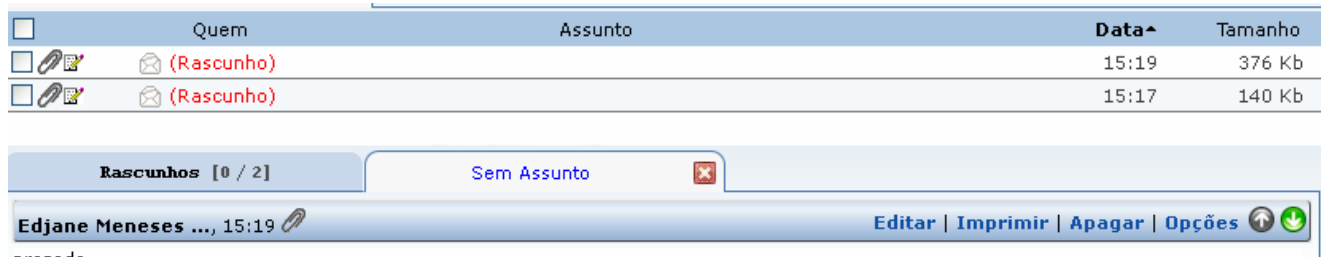 Quem Assunto Data Tamanho
(Rascunho) 15:19 376 Kb
(Rascunho) 15:17 140 Kb
Rascunhos [0 / 2] Sem Assunto
Edjane Meneses ..., 15:19 Editar | Imprimir | Apagar | Opções